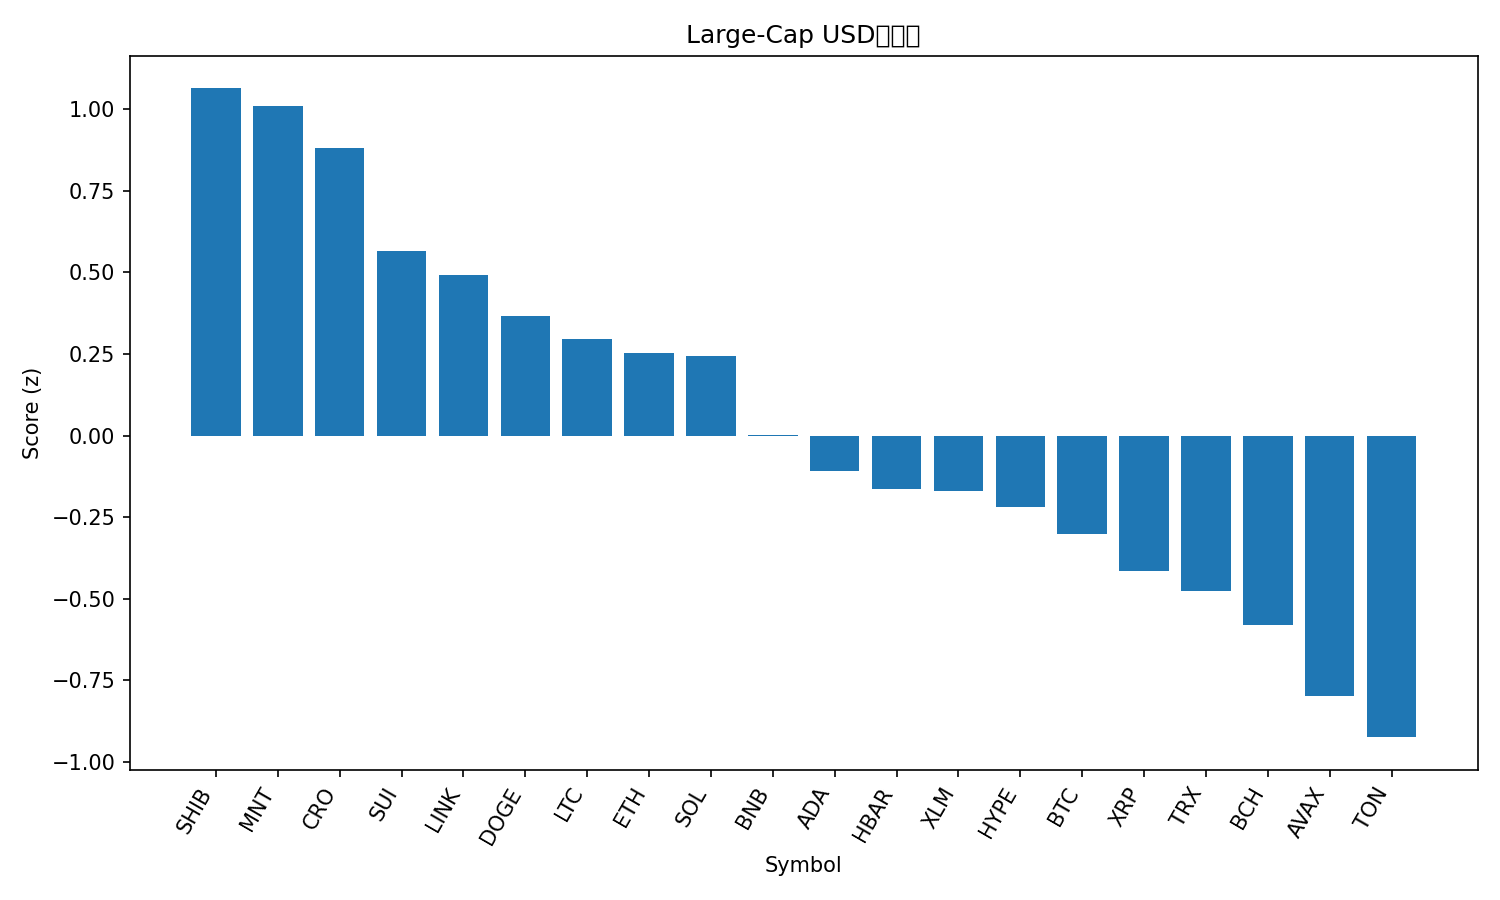 Large-Cap USD
1.00
0.75
0.50
0.25
0.00
−0.25
−0.50
−0.75
−1.00
Score (z)
SHIB
MNT
CRO
SUI
LINK
DOGE
LTC
ETH
SOL
BNB
ADA
HBAR
XLM
HYPE
BTC
XRP
TRX
BCH
AVAX
TON
Symbol